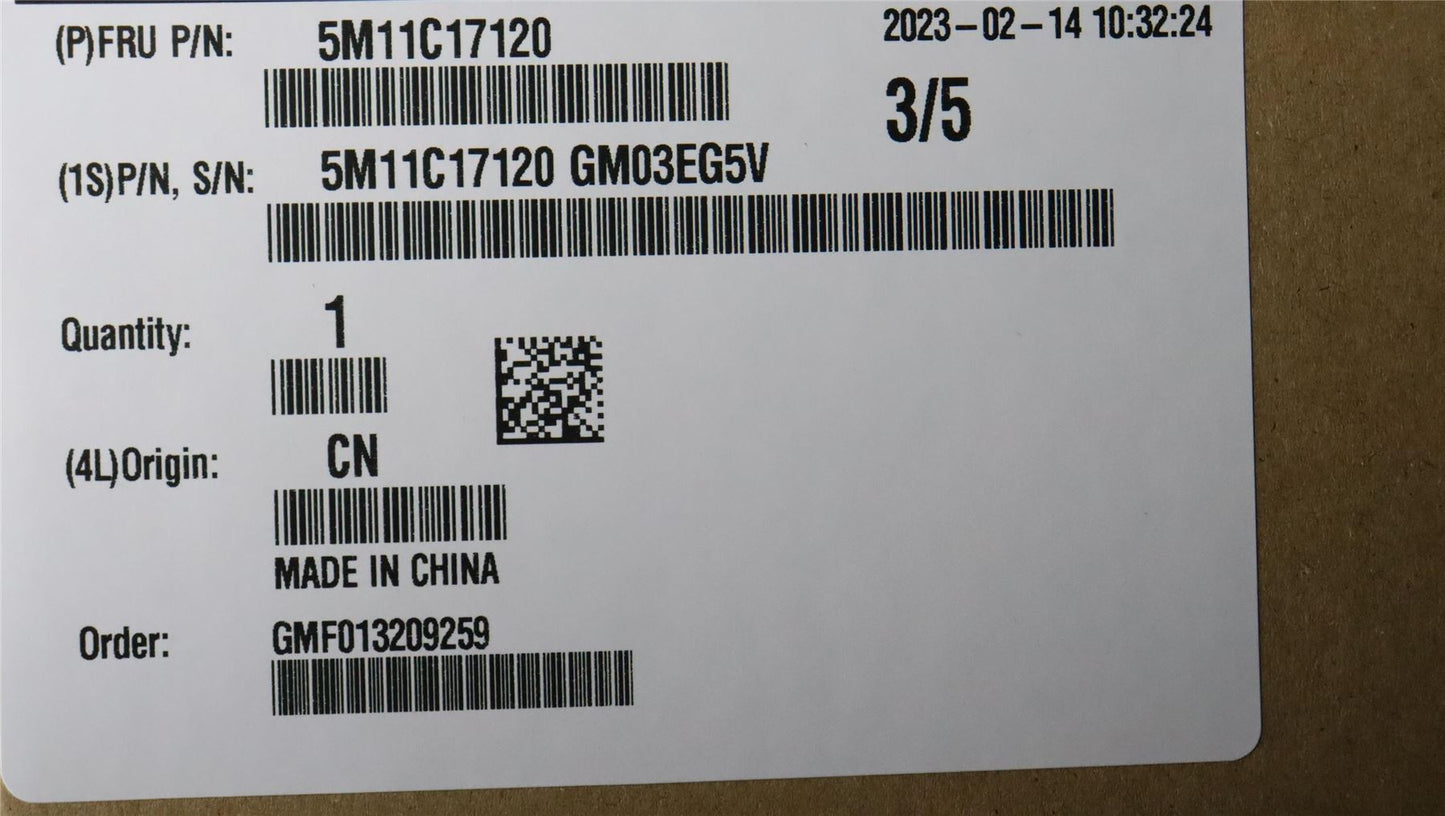 (P)FRU P/N: 5M11C17120
2023-02-14 10:32:24
3/5
(1S)P/N, S/N: 5M11C17120 GM03EG5V
Quantity: 1
(4L)Origin: CN
MADE IN CHINA
Order: GMF013209259